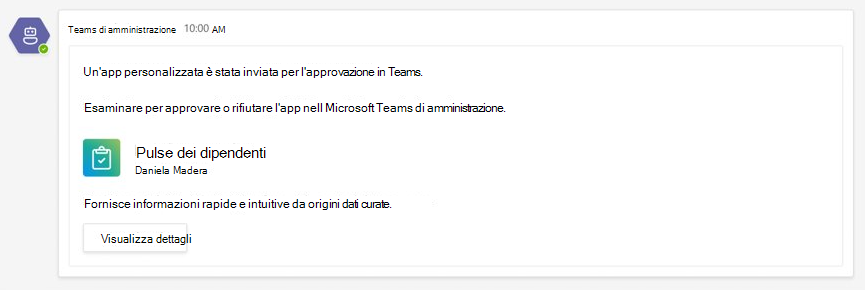 Teams di amministrazione 10:00 AM
Un'app personalizzata è stata inviata per l'approvazione in Teams.
Esaminare per approvare o rifiutare l'app nell Microsoft Teams di amministrazione.
Pulse dei dipendenti
Daniela Madera
Fornisce informazioni rapide e intuitive da origini dati curate.
Visualizza dettagli